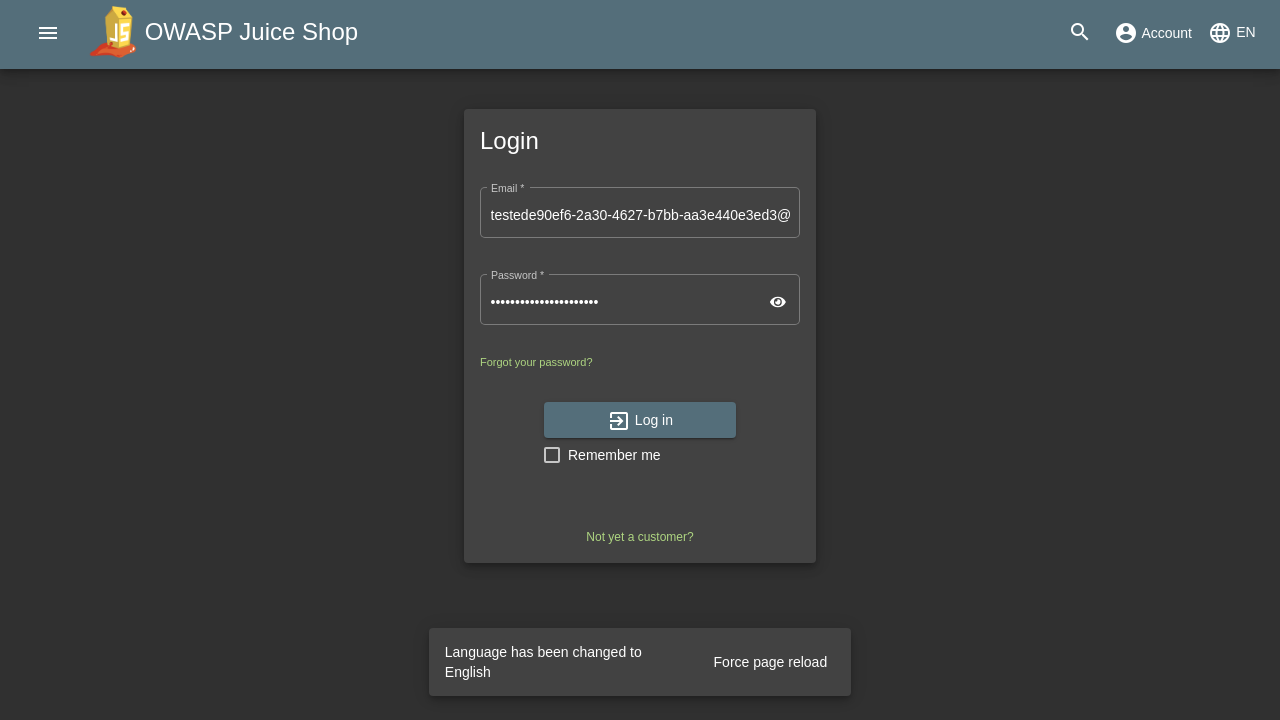 JS
OWASP Juice Shop
Account
EN
Login
Email *
testede90ef6-2a30-4627-b7bb-aa3e440e3ed3@
Password *
••••••••••••••••••••••
Forgot your password?
Log in
Remember me
Not yet a customer?
Language has been changed to
English
Force page reload